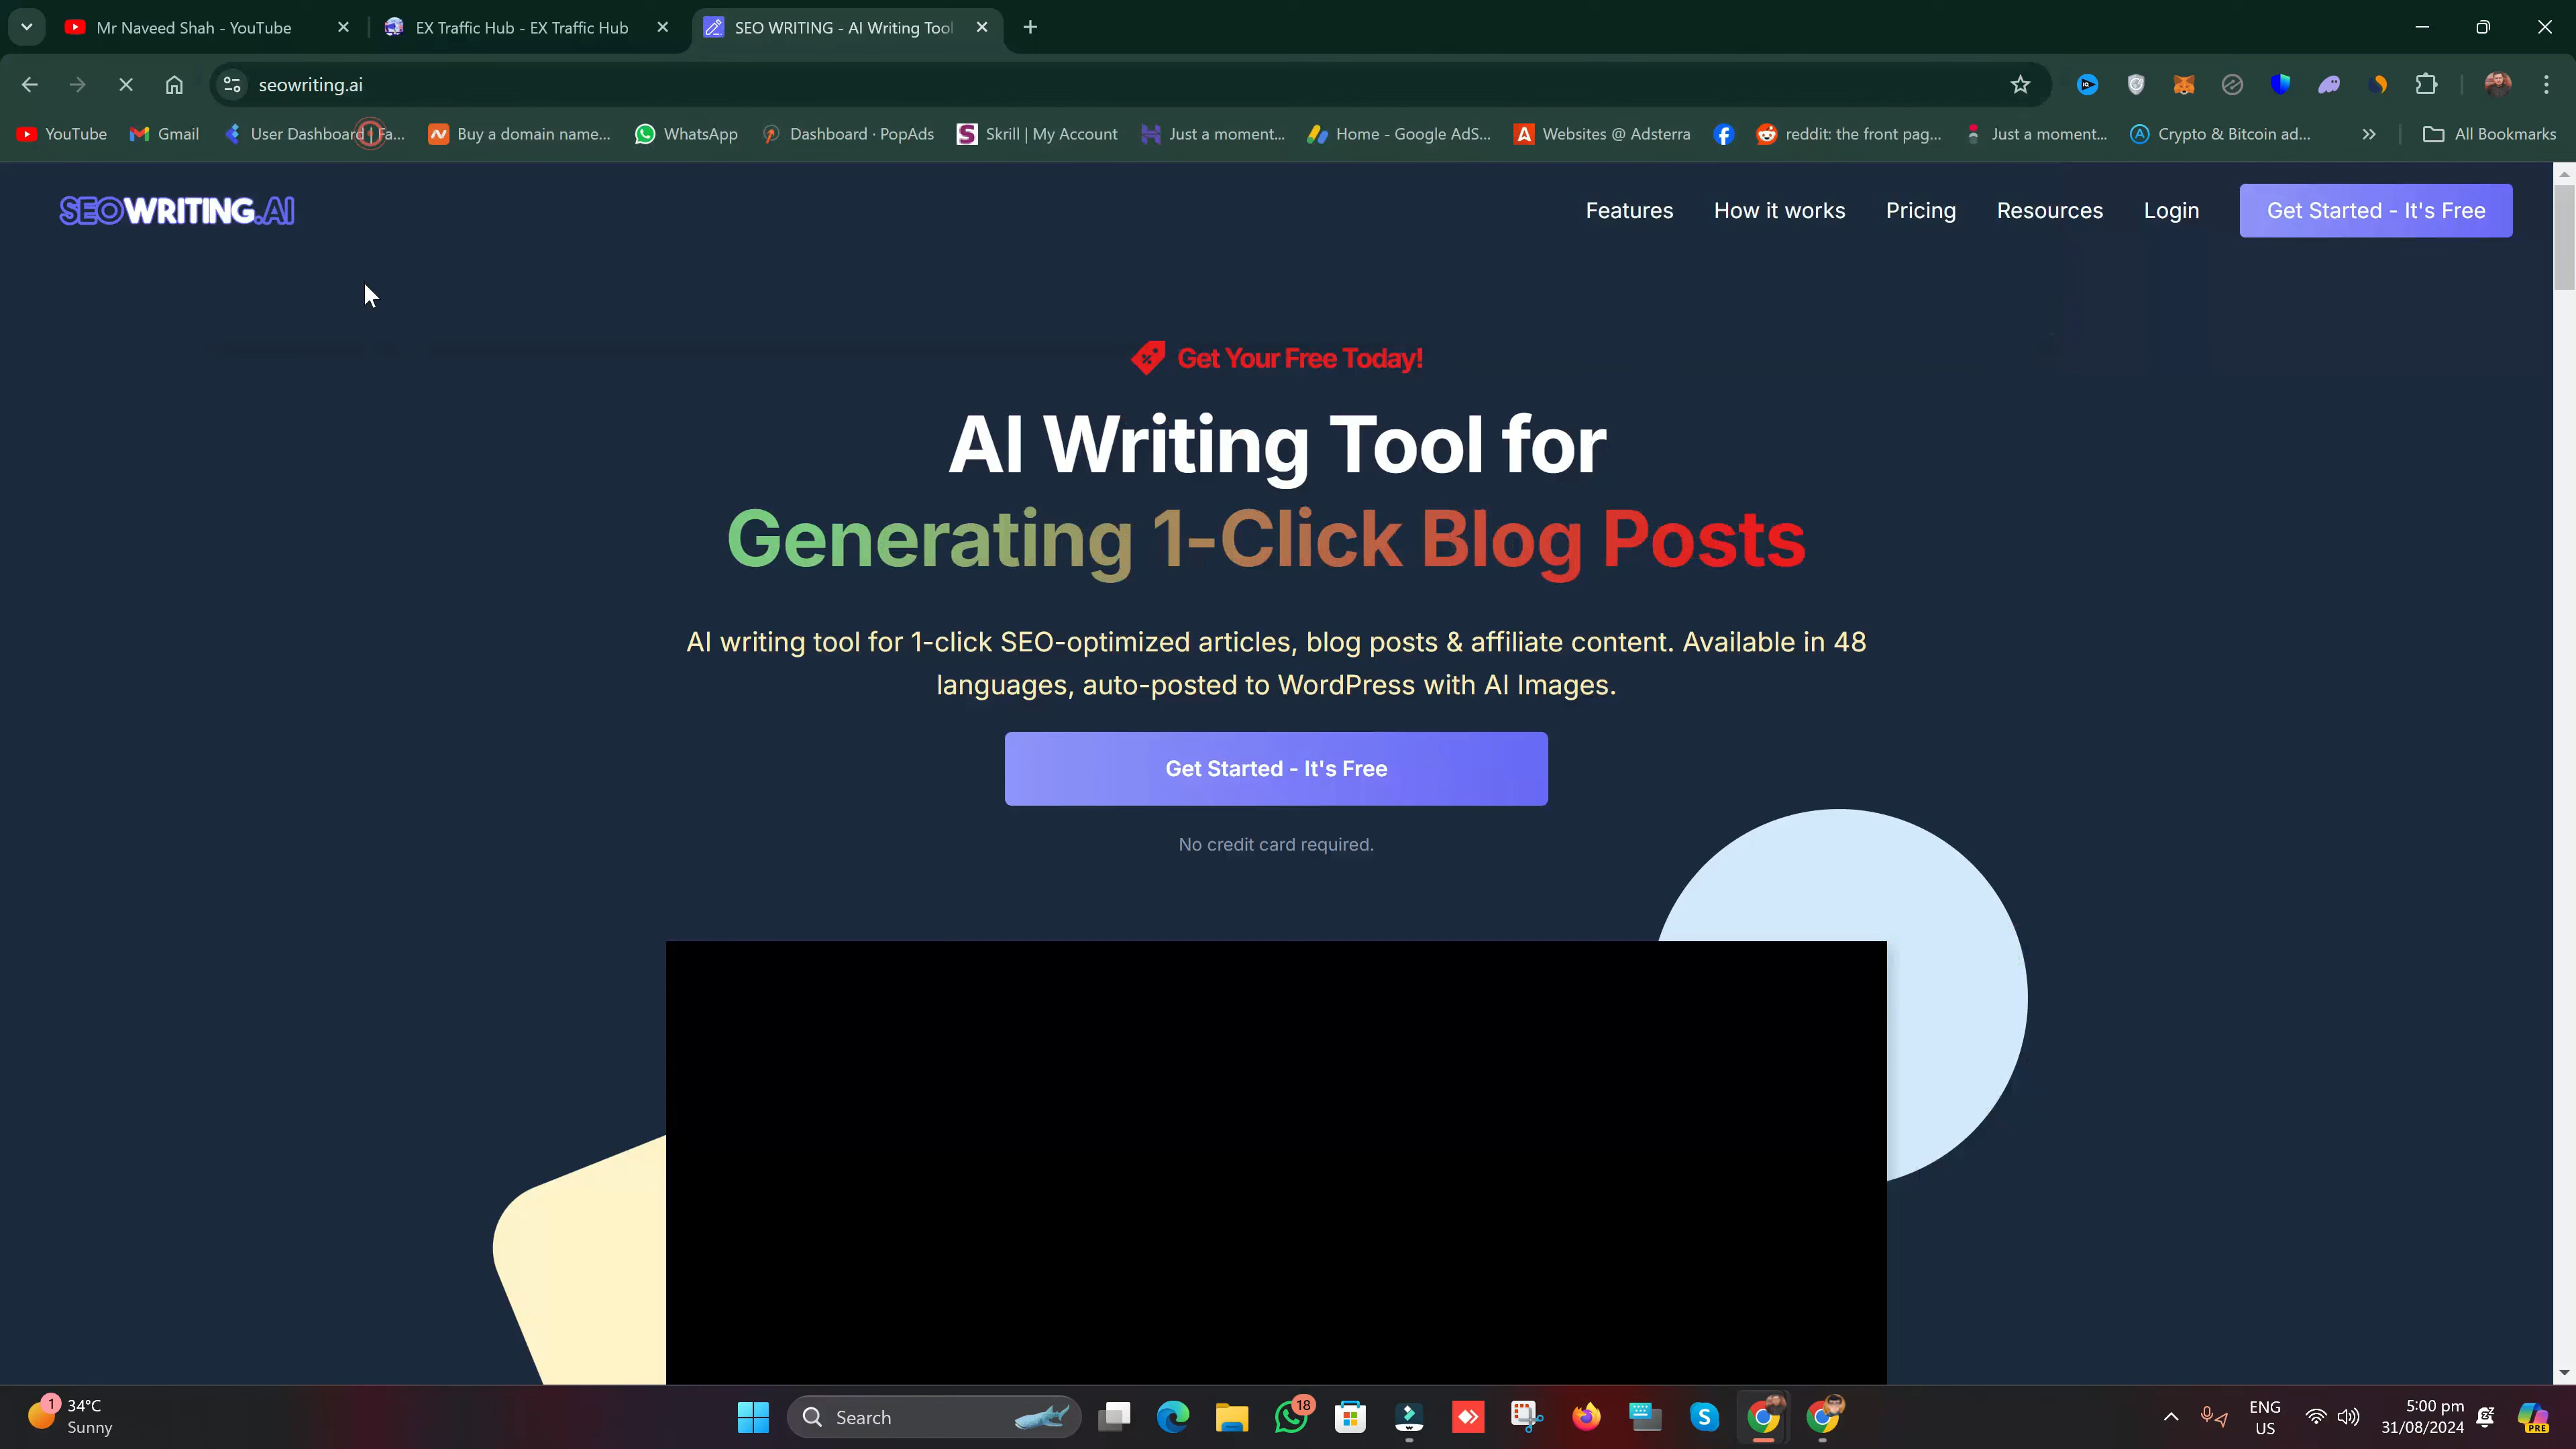 Mr Naveed Shah - YouTube
EX Traffic Hub - EX Traffic Hub
SEO WRITING - AI Writing Tool
seowriting.ai
YouTube
Gmail
User Dashboard | Fa...
Buy a domain name...
WhatsApp
Dashboard · PopAds
Skrill | My Account
Just a moment...
Home - Google AdS...
Websites @ Adsterra
reddit: the front pag...
Just a moment...
Crypto & Bitcoin ad...
All Bookmarks
SEOWRITING.AI
Features
How it works
Pricing
Resources
Login
Get Started - It's Free
Get Your Free Today!
AI Writing Tool for
Generating 1-Click Blog Posts
AI writing tool for 1-click SEO-optimized articles, blog posts & affiliate content. Available in 48
languages, auto-posted to WordPress with AI Images.
Get Started - It's Free
No credit card required.
1
34°C
Sunny
Search
18
ENG
US
5:00 pm
31/08/2024
PRE